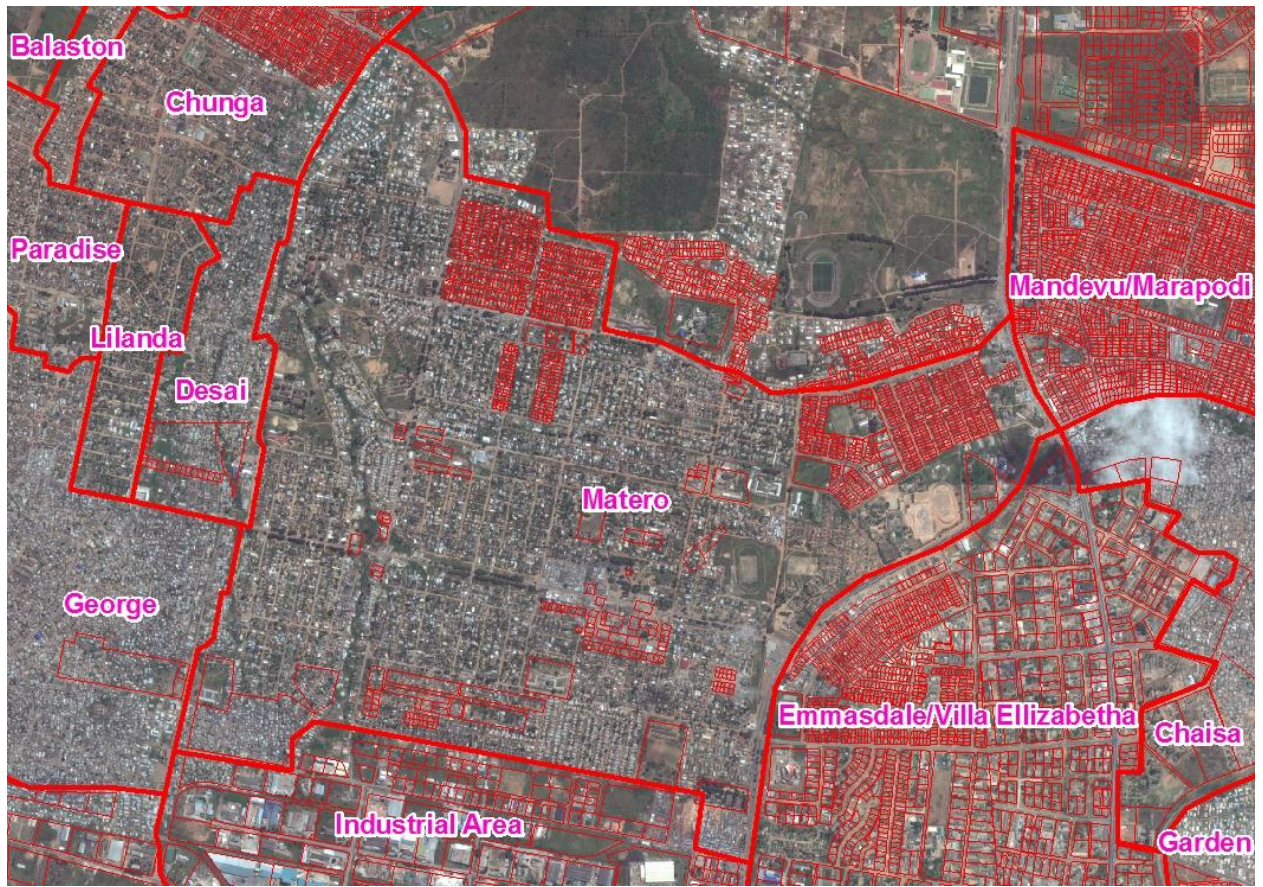 Balaston
Chunga
Paradise
Mandevu/Marapodi
Lilanda
Desai
Matero
George
Emmasdale/Villa Ellizabetha
Chaisa
Industrial Area
Garden